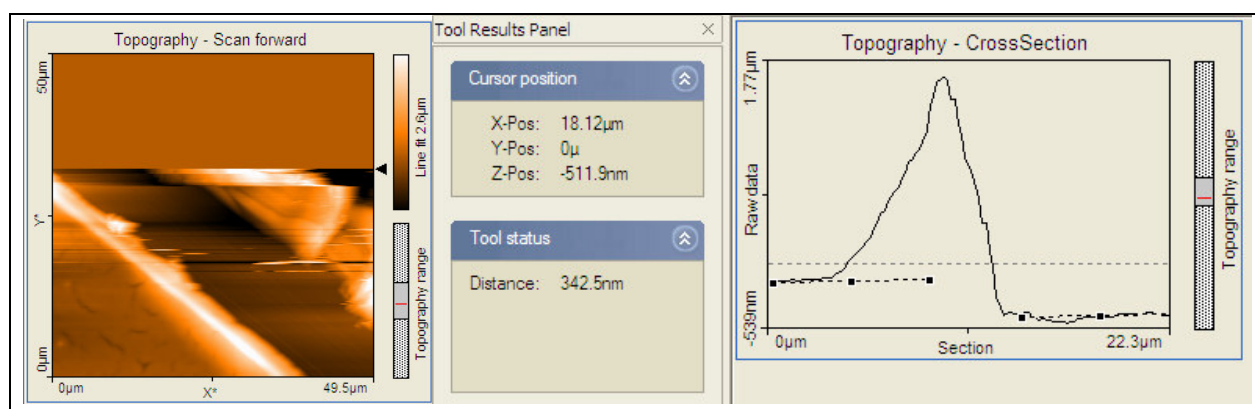 Topography - Scan forward
50µm
Y*
0µm
0µm
X*
49.5µm
Line fit 2.6µm
Topography range
Tool Results Panel
Cursor position
X-Pos: 18.12µm
Y-Pos: 0µ
Z-Pos: -511.9nm
Tool status
Distance: 342.5nm
Topography - CrossSection
1.77µm
Raw data
-539nm
0µm
Section
22.3µm
Topography range